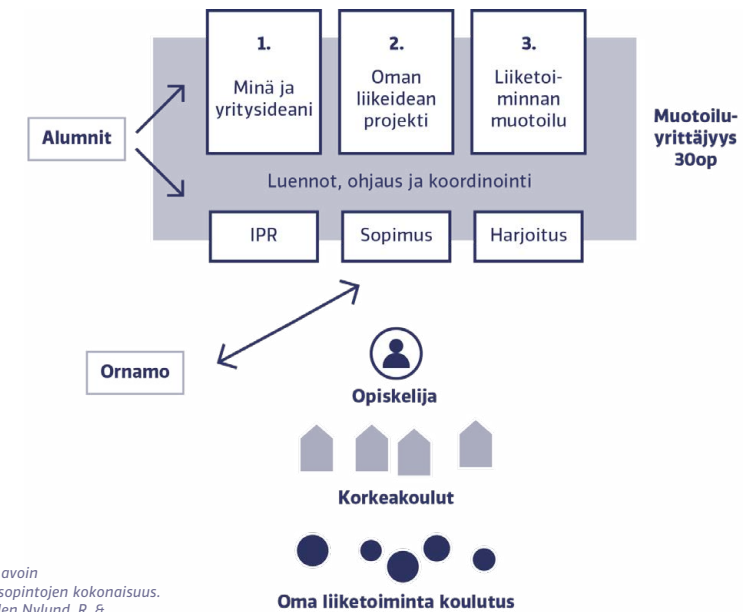 1.
Minä ja
yritysideani
2.
Oman
liikeidean
projekti
3.
Liiketoi-
minnan
muotoilu
Alumnit
Muotoilu-
yrittäjyys
30op
Luennot, ohjaus ja koordinointi
IPR
Sopimus
Harjoitus
Ornamo
Opiskelija
Korkeakoulut
avoin
sopintojen kokonaisuus.
Nylund, R. &
Oma liiketoiminta koulutus